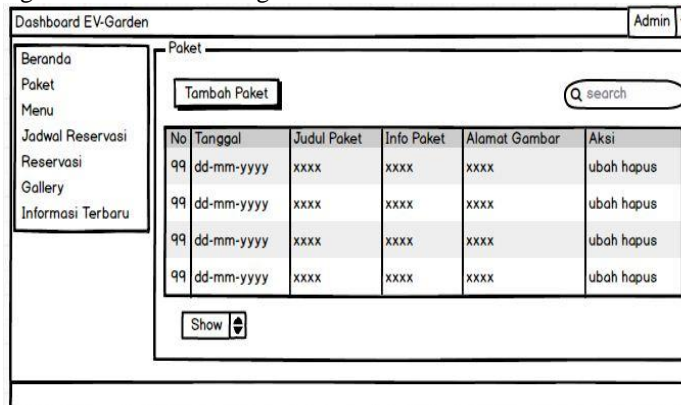 Dashboard EV-Garden
Admin
Beranda
Paket
Menu
Jadwal Reservasi
Reservasi
Gallery
Informasi Terbaru
Paket
Tambah Paket
search
No Tanggal Judul Paket Info Paket Alamat Gambar Aksi
99 dd-mm-yyyy xxxx xxxx xxxx ubah hapus
99 dd-mm-yyyy xxxx xxxx xxxx ubah hapus
99 dd-mm-yyyy xxxx xxxx xxxx ubah hapus
99 dd-mm-yyyy xxxx xxxx xxxx ubah hapus
Show